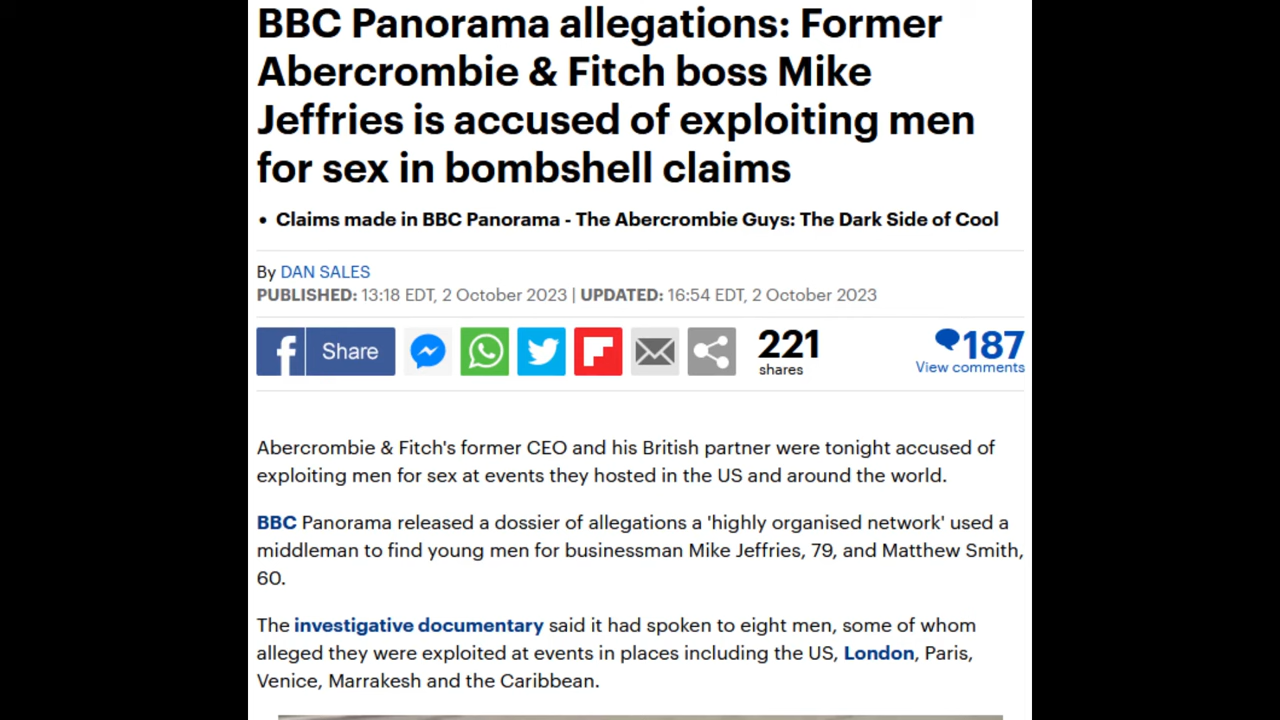 BBC Panorama allegations: Former
Abercrombie & Fitch boss Mike
Jeffries is accused of exploiting men
for sex in bombshell claims
• Claims made in BBC Panorama - The Abercrombie Guys: The Dark Side of Cool
By DAN SALES
PUBLISHED: 13:18 EDT, 2 October 2023 | UPDATED: 16:54 EDT, 2 October 2023
Share
221
shares
187
View comments
Abercrombie & Fitch's former CEO and his British partner were tonight accused of
exploiting men for sex at events they hosted in the US and around the world.
BBC Panorama released a dossier of allegations a 'highly organised network' used a
middleman to find young men for businessman Mike Jeffries, 79, and Matthew Smith,
60.
The investigative documentary said it had spoken to eight men, some of whom
alleged they were exploited at events in places including the US, London, Paris,
Venice, Marrakesh and the Caribbean.